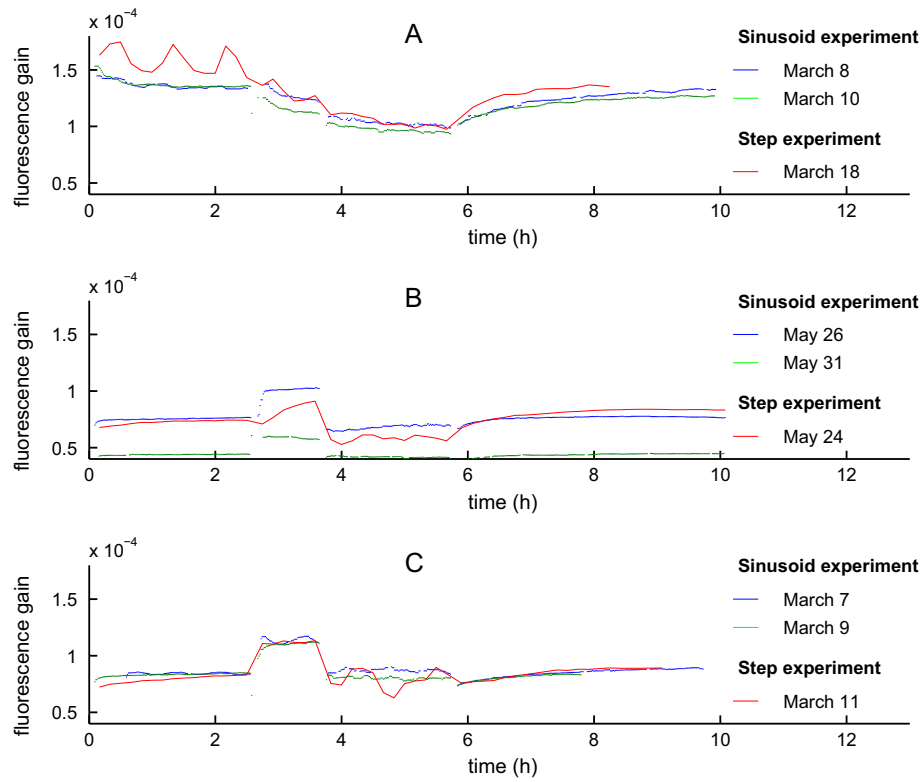 x 10⁻⁴
A
fluorescence gain
1.5
1
0.5
0 2 4 6 8 10 12
time (h)
Sinusoid experiment
March 8
March 10
Step experiment
March 18
x 10⁻⁴
B
fluorescence gain
1.5
1
0.5
0 2 4 6 8 10 12
time (h)
Sinusoid experiment
May 26
May 31
Step experiment
May 24
x 10⁻⁴
C
fluorescence gain
1.5
1
0.5
0 2 4 6 8 10 12
time (h)
Sinusoid experiment
March 7
March 9
Step experiment
March 11